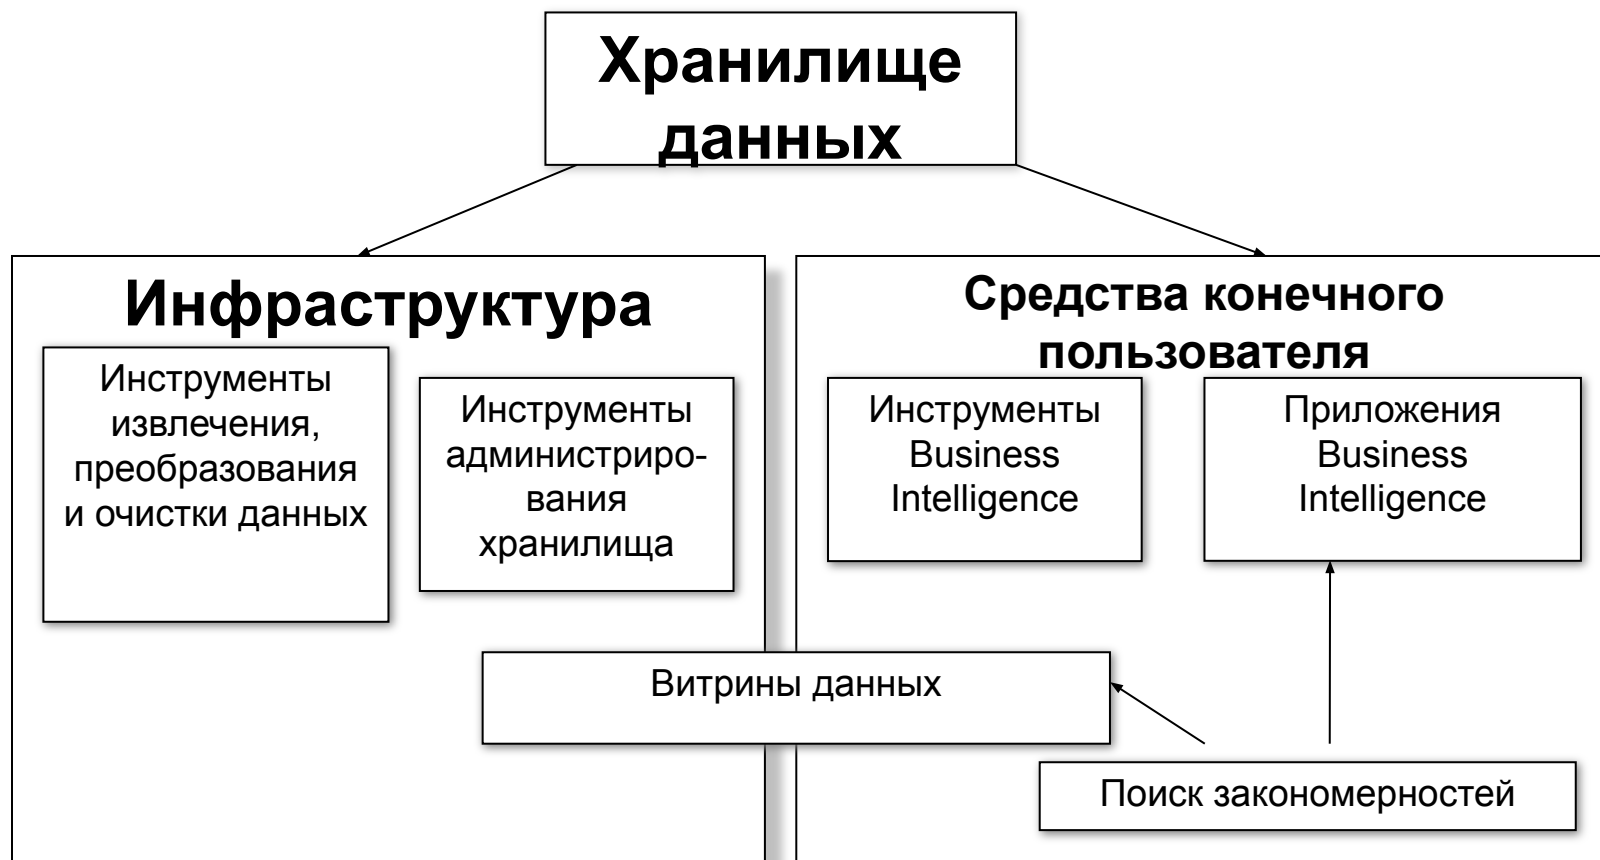 Хранилище
данных
Инфраструктура
Инструменты
извлечения,
преобразования
и очистки данных
Инструменты
администриро-
вания
хранилища
Средства конечного
пользователя
Инструменты
Business
Intelligence
Приложения
Business
Intelligence
Витрины данных
Поиск закономерностей